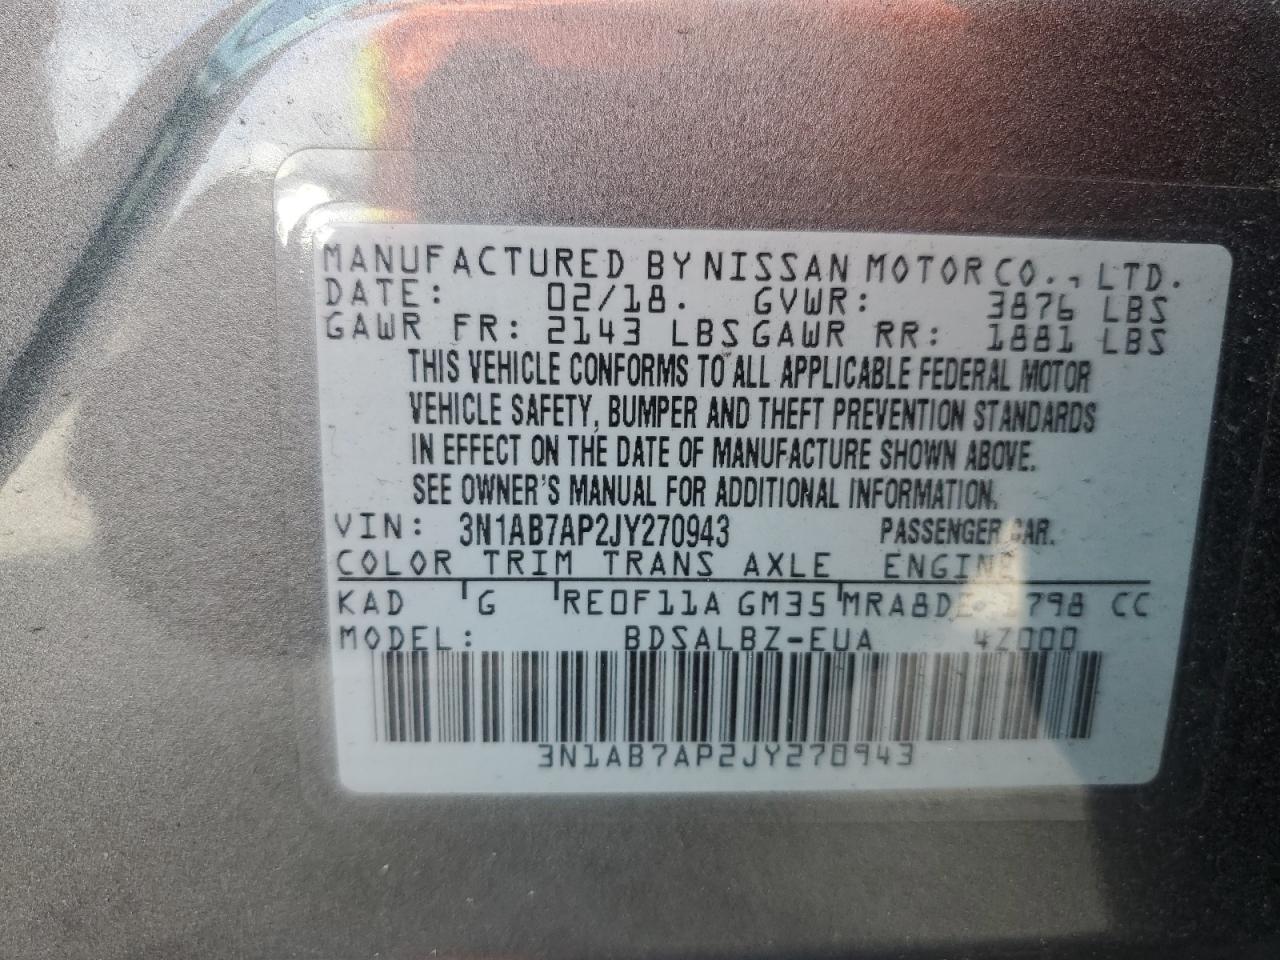 MANUFACTURED BY NISSAN MOTOR CO., LTD.
DATE: 02/18. GVWR: 3876 LBS
GAWR FR: 2143 LBS GAWR RR: 1881 LBS
THIS VEHICLE CONFORMS TO ALL APPLICABLE FEDERAL MOTOR
VEHICLE SAFETY, BUMPER AND THEFT PREVENTION STANDARDS
IN EFFECT ON THE DATE OF MANUFACTURE SHOWN ABOVE.
SEE OWNER'S MANUAL FOR ADDITIONAL INFORMATION.
VIN: 3N1AB7AP2JY270943 PASSENGER CAR.
COLOR TRIM TRANS AXLE ENGINE
KAD G RE0F11A GM35 MRA8DE 1798 CC
MODEL: BDSALBZ-EUA 4Z000
3N1AB7AP2JY270943